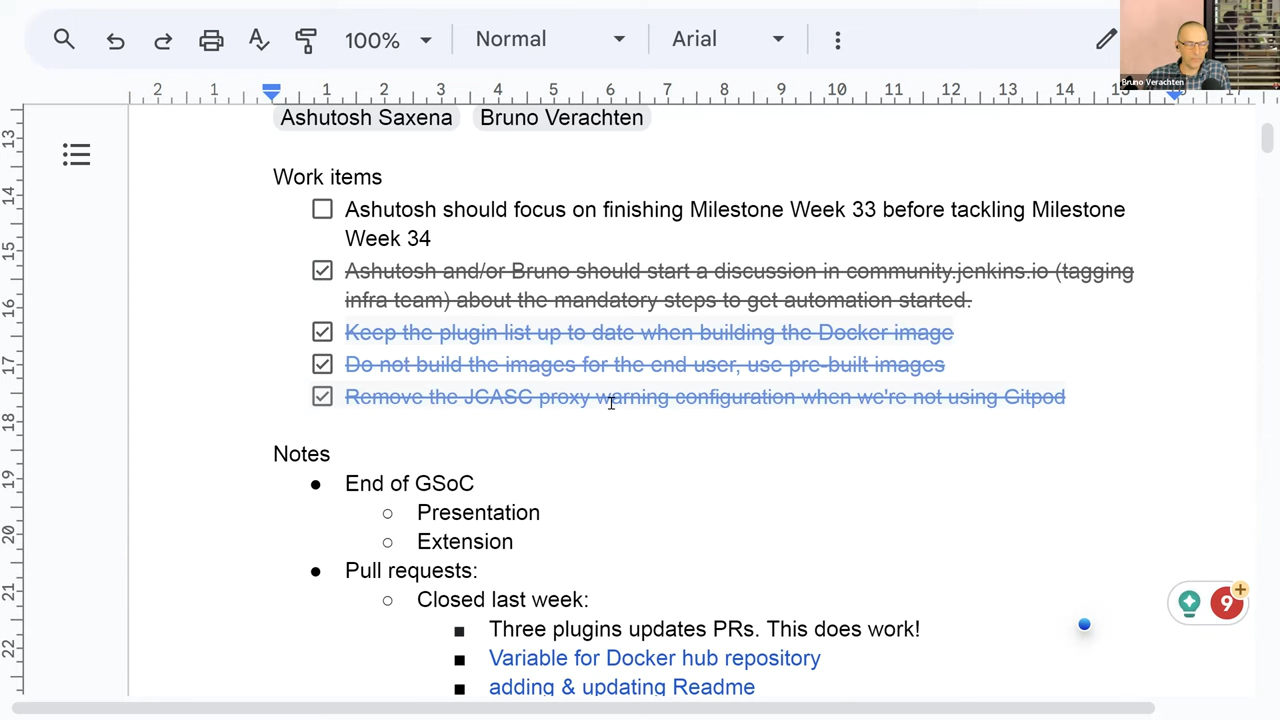 100%
Normal
Arial
Bruno Verachten
2 1 1 2 3 4 5 6 7 8 9 10 11 12 13 14 15 17
13
14
15
16
17
18
19
20
21
22
Ashutosh Saxena Bruno Verachten
Work items
Ashutosh should focus on finishing Milestone Week 33 before tackling Milestone
Week 34
Ashutosh and/or Bruno should start a discussion in community.jenkins.io (tagging
infra team) about the mandatory steps to get automation started.
Keep the plugin list up to date when building the Docker image
Do not build the images for the end user, use pre-built images
Remove the JCASC proxy warning configuration when we're not using Gitpod
Notes
● End of GSoC
○ Presentation
○ Extension
● Pull requests:
○ Closed last week:
■ Three plugins updates PRs. This does work!
■ Variable for Docker hub repository
■ adding & updating Readme
9